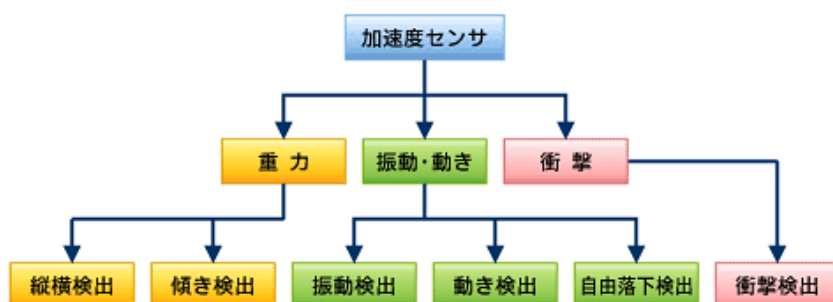 加速度センサ
重 力
振動・動き
衝 撃
縦横検出
傾き検出
振動検出
動き検出
自由落下検出
衝撃検出